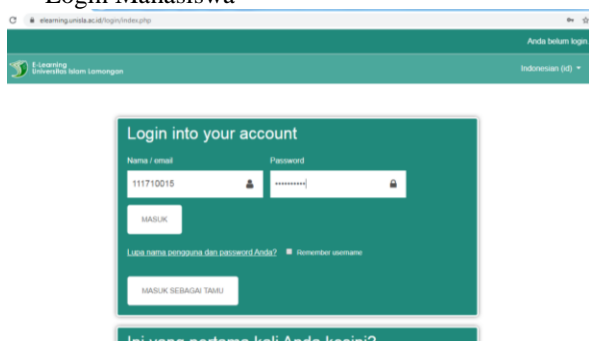 Login Mahasiswa
elearning.unisla.ac.id/login/index.php
Anda belum login
E-Learning
Universitas Islam Lamongan
Indonesian (id)
Login into your account
Nama / email
Password
111710015
••••••••••
MASUK
Lupa nama pengguna dan password Anda?
Remember username
MASUK SEBAGAI TAMU
Ini yang pertama kali Anda kesini?